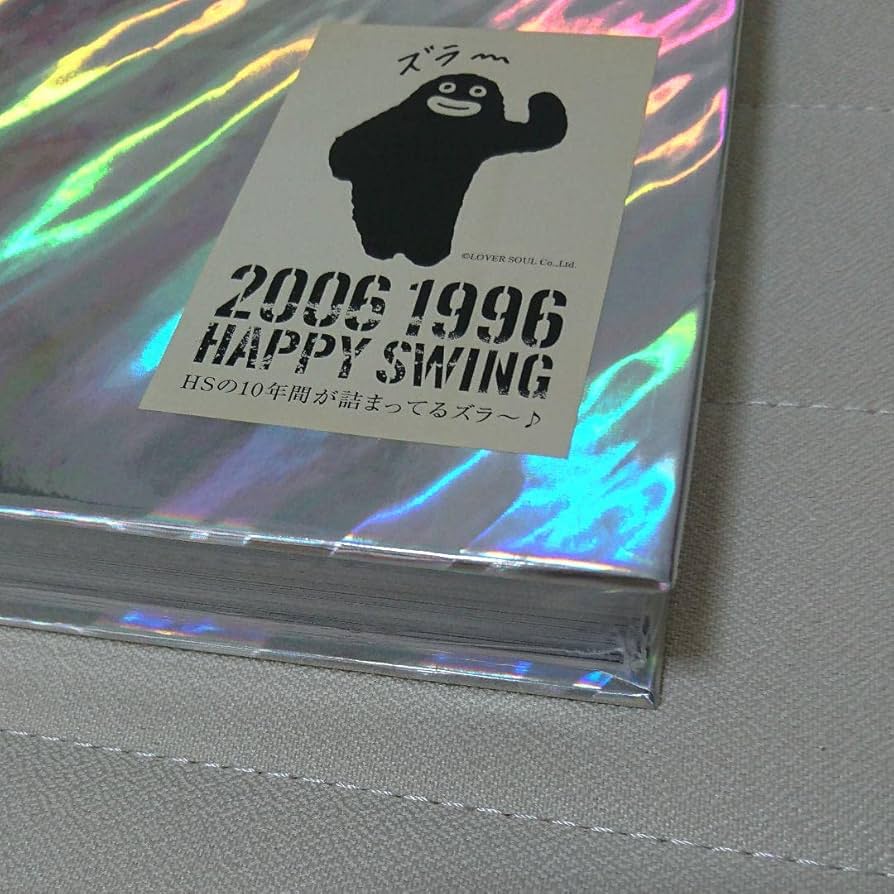 ズラ〜
©LOVER SOUL Co.,Ltd.
2006 1996
HAPPY SWING
HSの10年間が詰まってるズラ〜♪